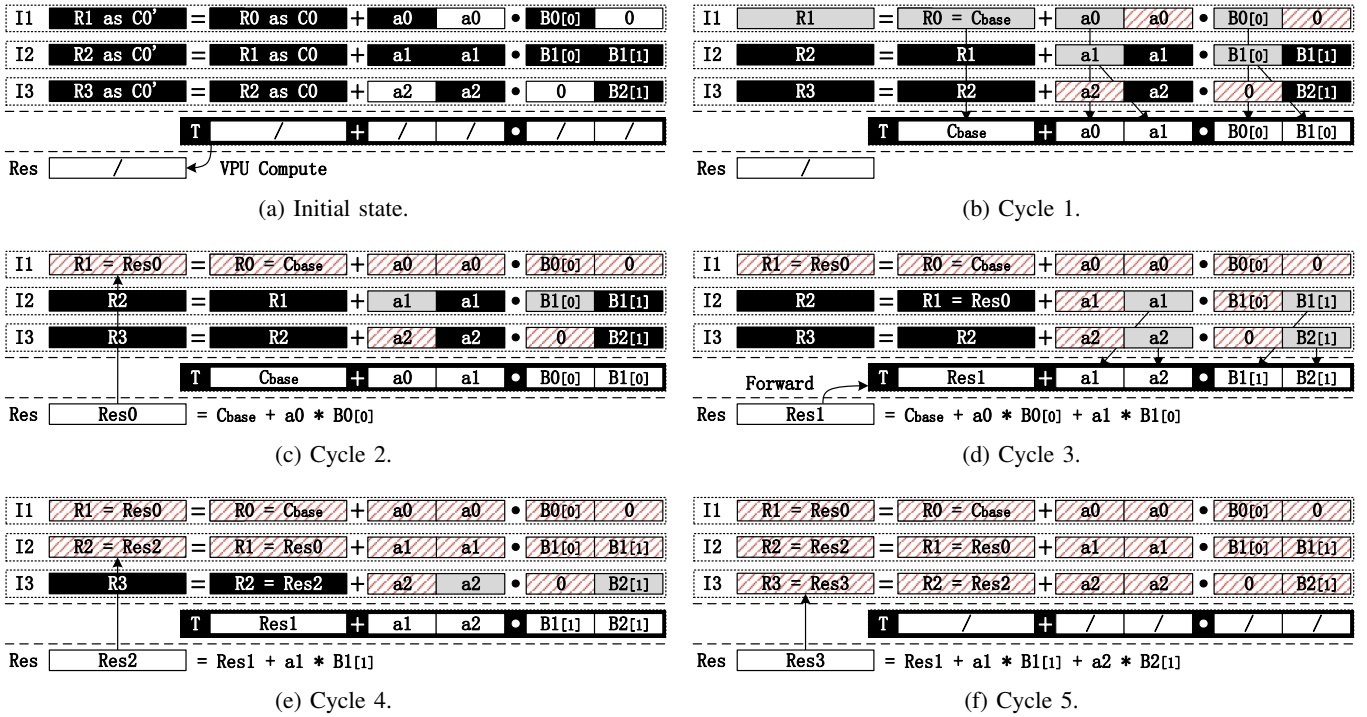 I1 R1 as C0' = R0 as C0 + a0 a0 • B0[0] 0
I2 R2 as C0' = R1 as C0 + a1 a1 • B1[0] B1[1]
I3 R3 as C0' = R2 as C0 + a2 a2 • 0 B2[1]
T / + / / • / /
Res / VPU Compute
(a) Initial state.
I1 R1 = R0 = Cbase + a0 a0 • B0[0] 0
I2 R2 = R1 + a1 a1 • B1[0] B1[1]
I3 R3 = R2 + a2 a2 • 0 B2[1]
T Cbase + a0 a1 • B0[0] B1[0]
Res /
(b) Cycle 1.
I1 R1 = Res0 = R0 = Cbase + a0 a0 • B0[0] 0
I2 R2 = R1 + a1 a1 • B1[0] B1[1]
I3 R3 = R2 + a2 a2 • 0 B2[1]
T Cbase + a0 a1 • B0[0] B1[0]
Res Res0 = Cbase + a0 * B0[0]
(c) Cycle 2.
I1 R1 = Res0 = R0 = Cbase + a0 a0 • B0[0] 0
I2 R2 = R1 = Res0 + a1 a1 • B1[0] B1[1]
I3 R3 = R2 + a2 a2 • 0 B2[1]
Forward T Res1 + a1 a2 • B1[1] B2[1]
Res Res1 = Cbase + a0 * B0[0] + a1 * B1[0]
(d) Cycle 3.
I1 R1 = Res0 = R0 = Cbase + a0 a0 • B0[0] 0
I2 R2 = Res2 = R1 = Res0 + a1 a1 • B1[0] B1[1]
I3 R3 = R2 = Res2 + a2 a2 • 0 B2[1]
T Res1 + a1 a2 • B1[1] B2[1]
Res Res2 = Res1 + a1 * B1[1]
(e) Cycle 4.
I1 R1 = Res0 = R0 = Cbase + a0 a0 • B0[0] 0
I2 R2 = Res2 = R1 = Res0 + a1 a1 • B1[0] B1[1]
I3 R3 = Res3 = R2 = Res2 + a2 a2 • 0 B2[1]
T / + / / • / /
Res Res3 = Res1 + a1 * B1[1] + a2 * B2[1]
(f) Cycle 5.